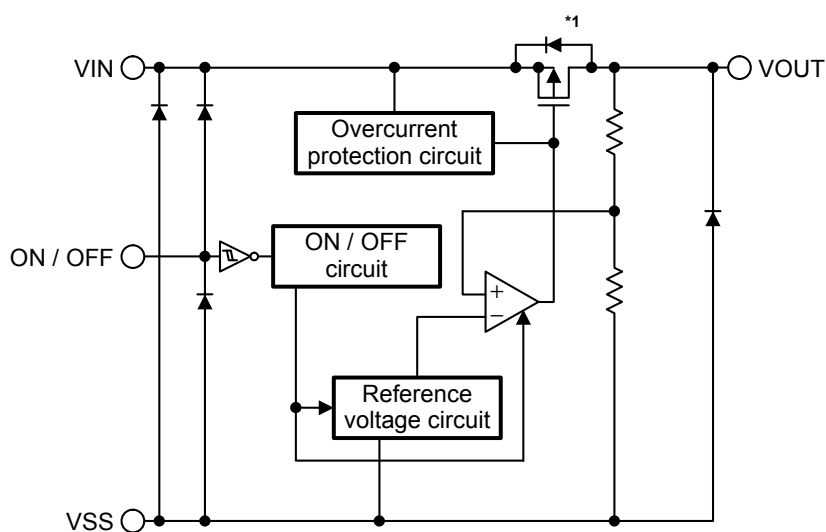 *1
VIN
VOUT
Overcurrent
protection circuit
ON / OFF
ON / OFF
circuit
+
−
Reference
voltage circuit
VSS